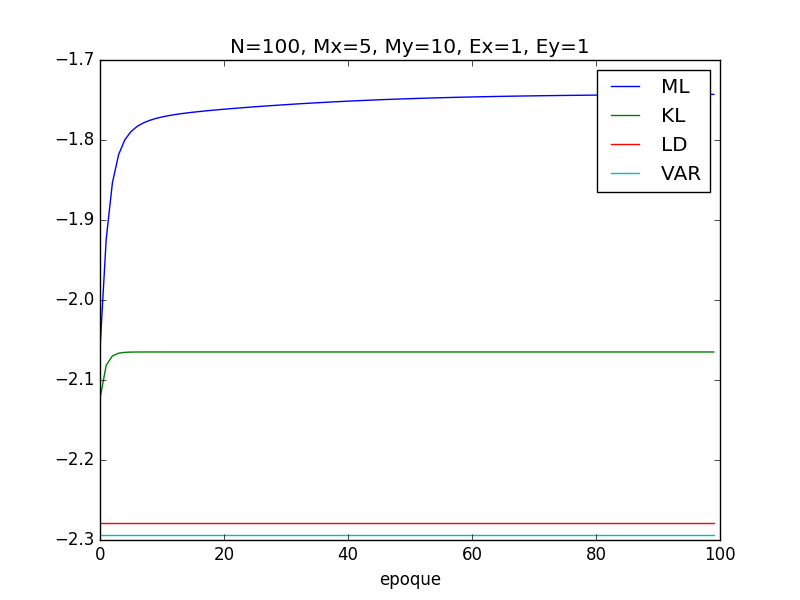 N=100, Mx=5, My=10, Ex=1, Ey=1
−1.7
−1.8
−1.9
−2.0
−2.1
−2.2
−2.3
ML
KL
LD
VAR
0 20 40 60 80 100
epoque